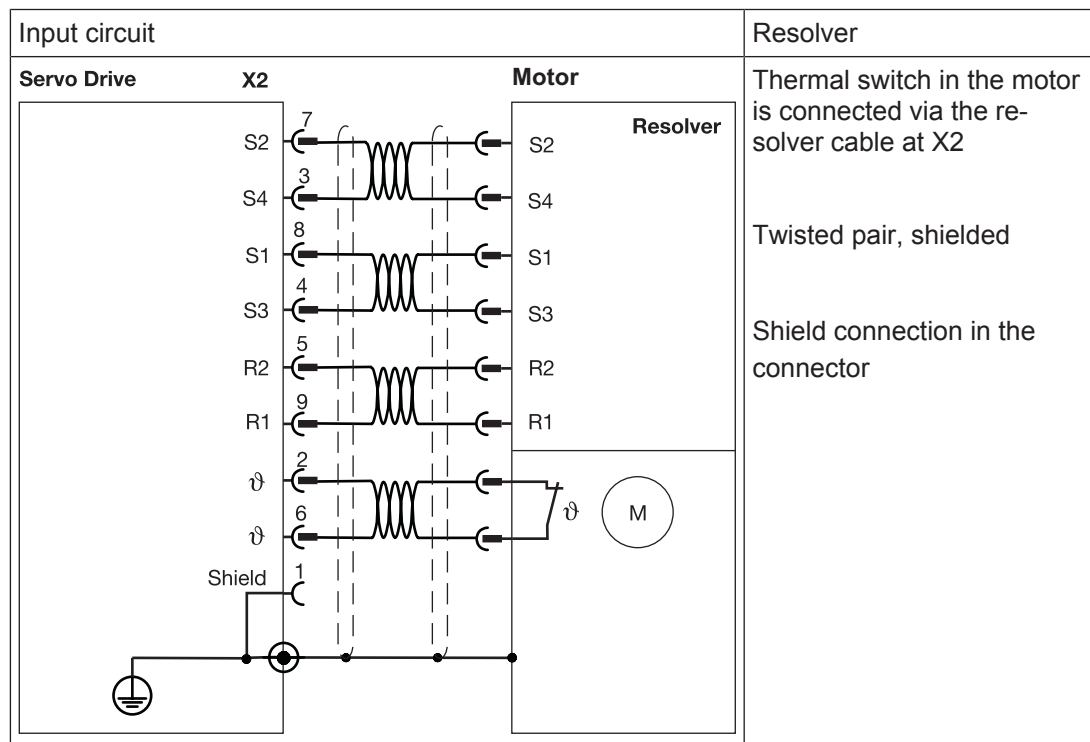 Input circuit
Resolver
Servo Drive X2 Motor
Thermal switch in the motor
is connected via the re-
solver cable at X2
Twisted pair, shielded
Shield connection in the
connector
Resolver
S2 7 S2
S4 3 S4
S1 8 S1
S3 4 S3
R2 5 R2
R1 9 R1
ϑ 2
ϑ M
ϑ 6
Shield 1